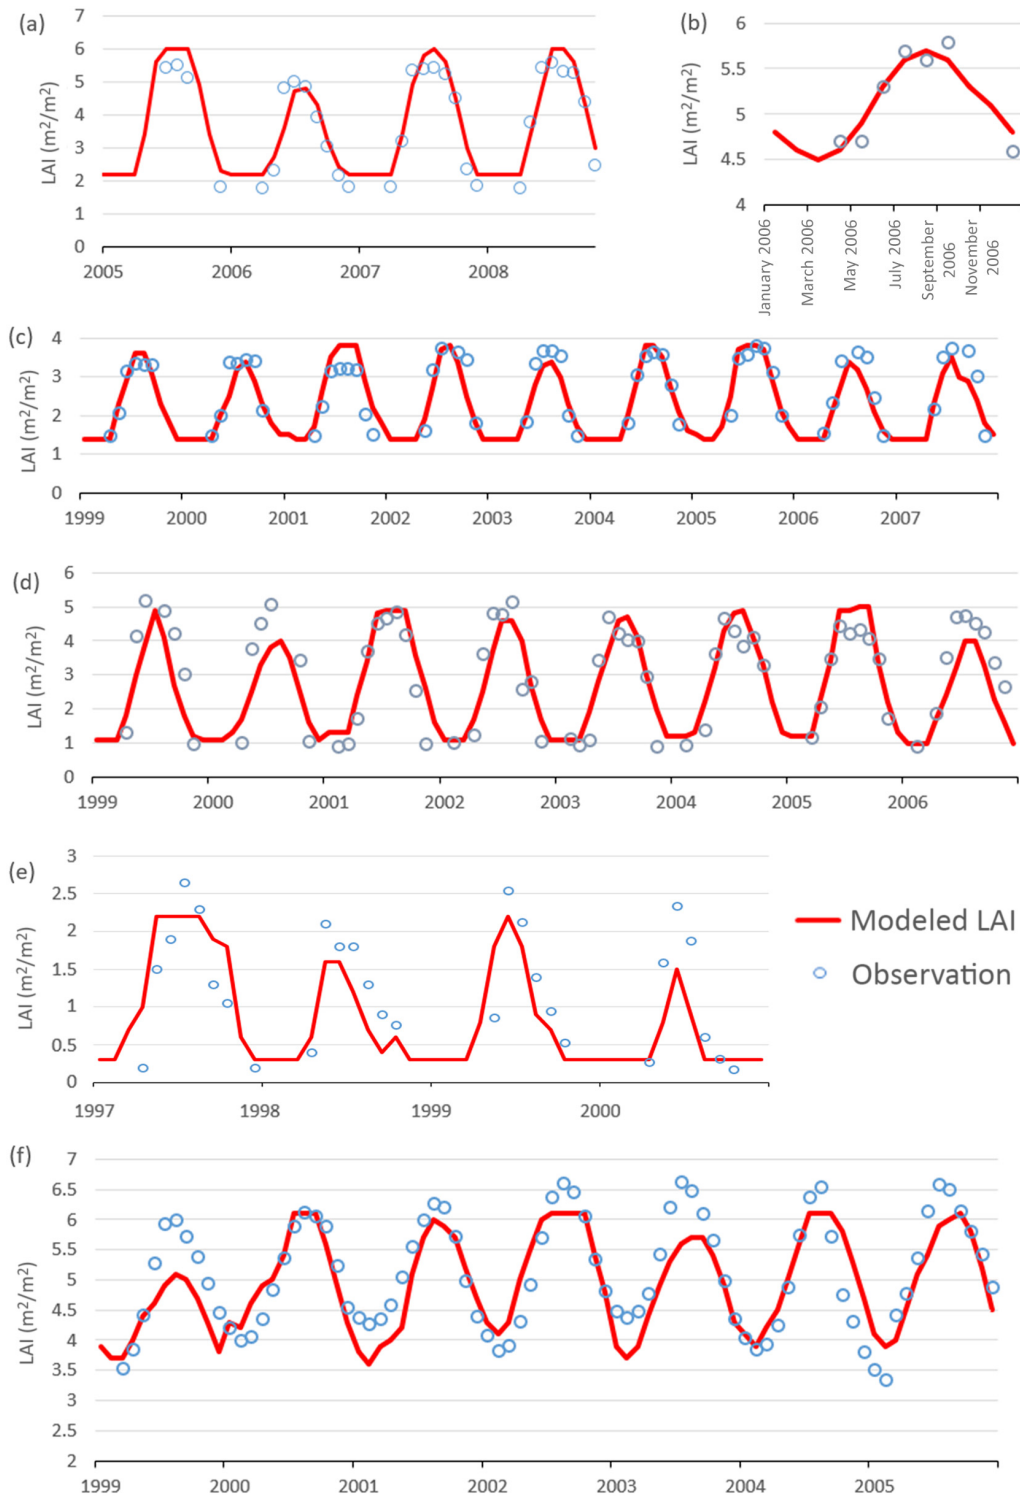 (a)
7
6
5
4
3
2
1
0
LAI (m²/m²)
2005 2006 2007 2008
(b)
6
5.5
5
4.5
4
LAI (m²/m²)
January 2006
March 2006
May 2006
July 2006
September
2006
November
2006
(c)
4
3
2
1
0
LAI (m²/m²)
1999 2000 2001 2002 2003 2004 2005 2006 2007
(d)
6
5
4
3
2
1
0
LAI (m²/m²)
1999 2000 2001 2002 2003 2004 2005 2006
(e)
3
2.5
2
1.5
1
0.5
0
LAI (m²/m²)
1997 1998 1999 2000
Modeled LAI
Observation
(f)
7
6.5
6
5.5
5
4.5
4
3.5
3
2.5
2
LAI (m²/m²)
1999 2000 2001 2002 2003 2004 2005